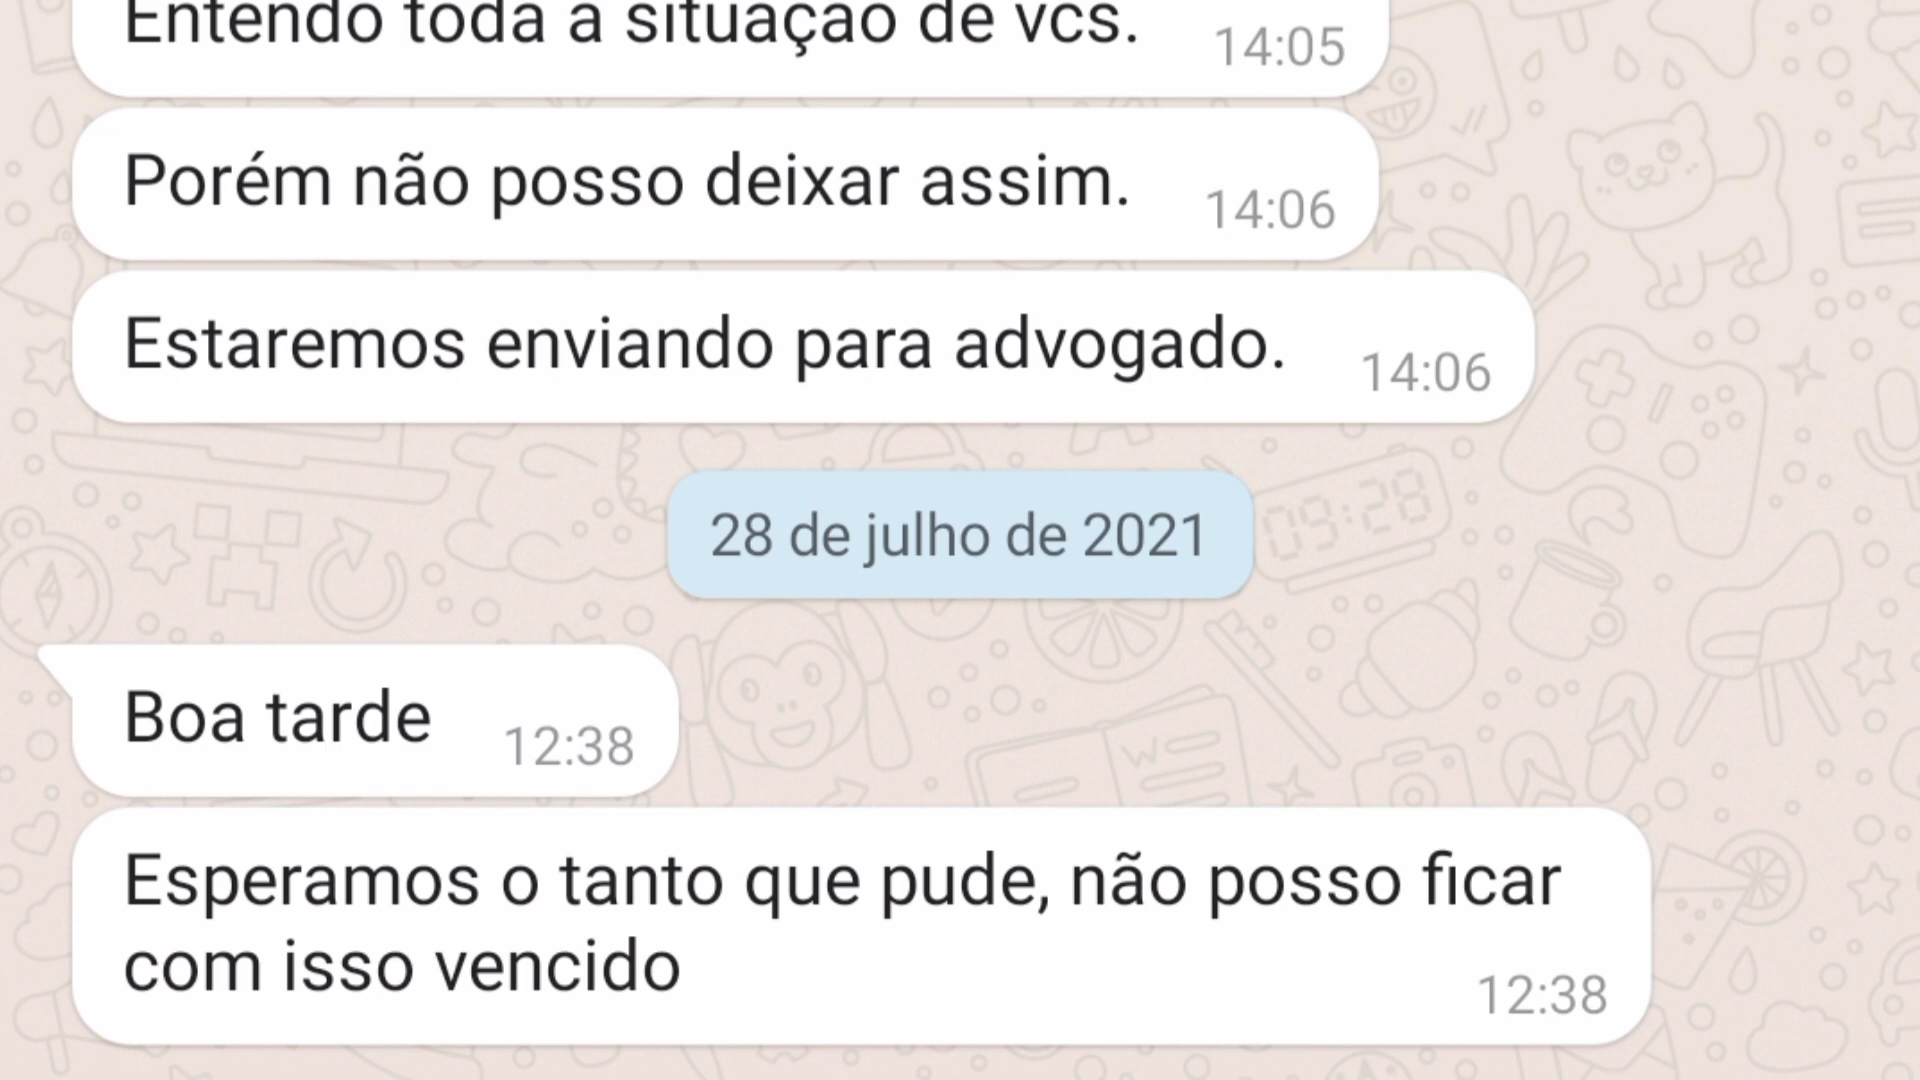 Entendo toda a situação de vcs. 14:05
Porém não posso deixar assim. 14:06
Estaremos enviando para advogado. 14:06
28 de julho de 2021
Boa tarde 12:38
Esperamos o tanto que pude, não posso ficar
com isso vencido 12:38